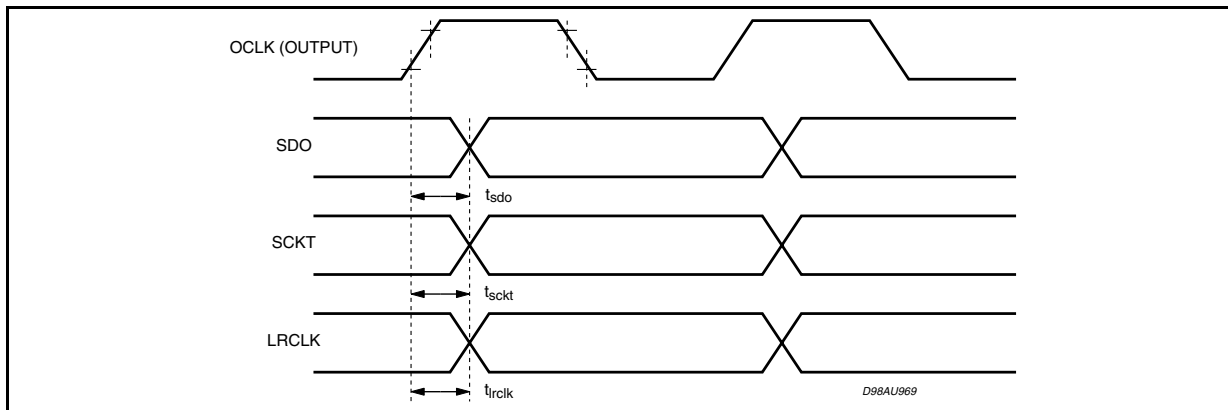 OCLK (OUTPUT)
SDO
tsdo
SCKT
tsckt
LRCLK
tlrclk
D98AU969